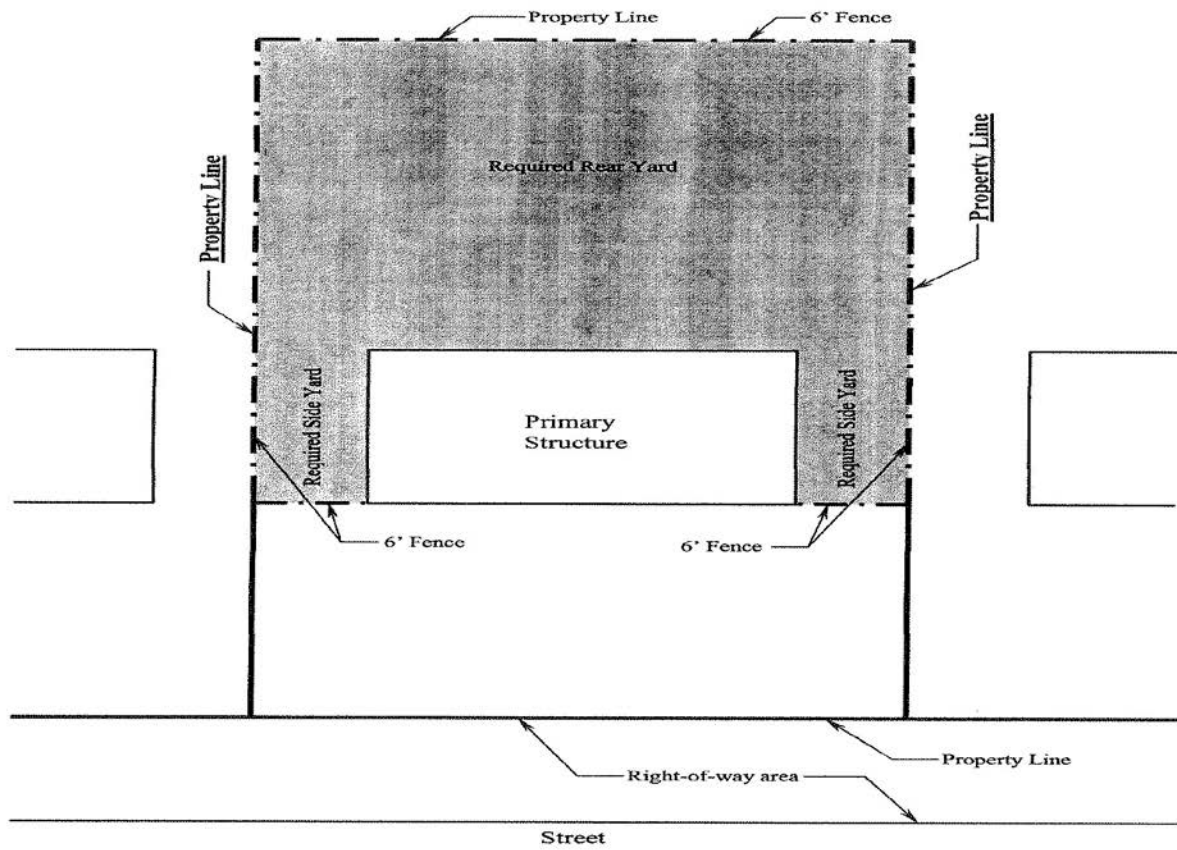 Property Line
6' Fence
Property Line
Property Line
Required Rear Yard
Required Side Yard
Primary
Structure
Required Side Yard
6' Fence
6' Fence
Property Line
Right-of-way area
Street